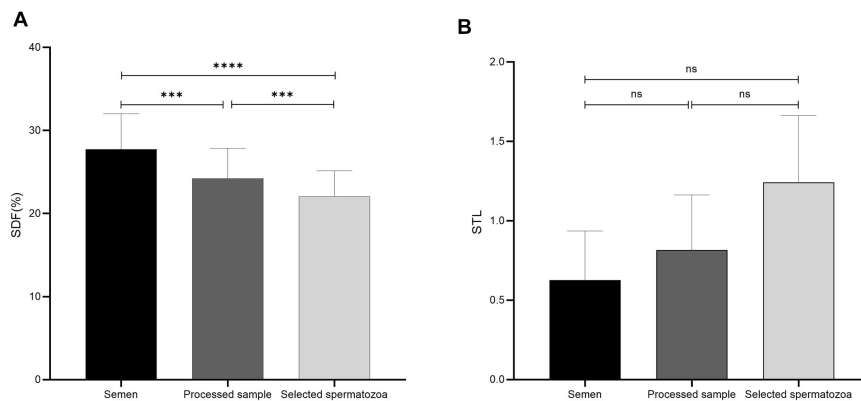 A
SDF(%)
40
30
20
10
0
****
***
***
Semen
Processed sample
Selected spermatozoa
B
STL
2.0
1.5
1.0
0.5
0.0
ns
ns
ns
Semen
Processed sample
Selected spermatozoa